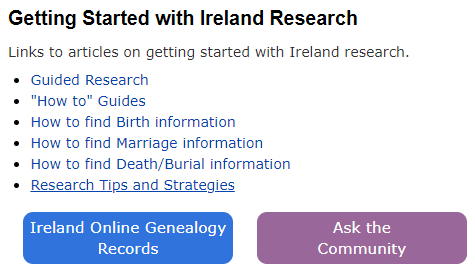 Getting Started with Ireland Research
Links to articles on getting started with Ireland research.
Guided Research
"How to" Guides
How to find Birth information
How to find Marriage information
How to find Death/Burial information
Research Tips and Strategies
Ireland Online Genealogy
Records
Ask the
Community